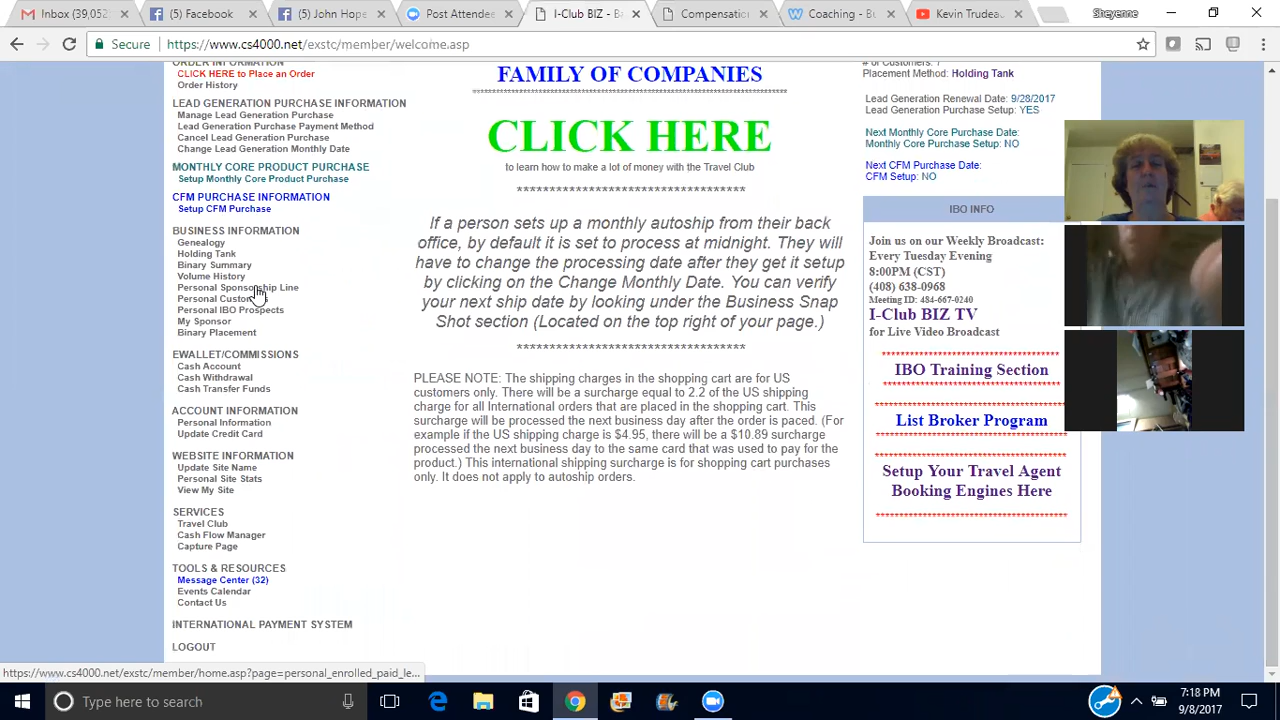 Gmail (39,052
(3) Facebook
(3) John Hope
Post Attendee
I-Club BIZ - Ba
Compensation
Coaching - Bu
Kevin Trudeau
Sheyenne
Secure
https://www.cs4000.net/exstc/member/welcome.asp
ORDER INFORMATION
CLICK HERE to Place an Order
Order History
LEAD GENERATION PURCHASE INFORMATION
Manage Lead Generation Purchase
Lead Generation Purchase Payment Method
Cancel Lead Generation Purchase
Change Lead Generation Monthly Date
MONTHLY CORE PRODUCT PURCHASE
Setup Monthly Core Product Purchase
CFM PURCHASE INFORMATION
Setup CFM Purchase
BUSINESS INFORMATION
Genealogy
Holding Tank
Binary Summary
Volume History
Personal Sponsorship Line
Personal Customers
Personal IBO Prospects
My Sponsor
Binary Placement
EWALLET/COMMISSIONS
Cash Account
Cash Withdrawal
Cash Transfer Funds
ACCOUNT INFORMATION
Personal Information
Update Credit Card
WEBSITE INFORMATION
Update Site Name
Personal Site Stats
View My Site
SERVICES
Travel Club
Cash Flow Manager
Capture Page
TOOLS & RESOURCES
Message Center (32)
Events Calendar
Contact Us
INTERNATIONAL PAYMENT SYSTEM
LOGOUT
FAMILY OF COMPANIES
CLICK HERE
to learn how to make a lot of money with the Travel Club
***********************************
If a person sets up a monthly autoship from their back
office, by default it is set to process at midnight. They will
have to change the processing date after they get it setup
by clicking on the Change Monthly Date. You can verify
your next ship date by looking under the Business Snap
Shot section (Located on the top right of your page.)
***********************************
PLEASE NOTE: The shipping charges in the shopping cart are for US
customers only. There will be a surcharge equal to 2.2 of the US shipping
charge for all International orders that are placed in the shopping cart. This
surcharge will be processed the next business day after the order is paced. (For
example if the US shipping charge is $4.95, there will be a $10.89 surcharge
processed the next business day to the same card that was used to pay for the
product.) This international shipping surcharge is for shopping cart purchases
only. It does not apply to autoship orders.
# of Customers: 7
Placement Method: Holding Tank
Lead Generation Renewal Date: 9/28/2017
Lead Generation Purchase Setup: YES
Next Monthly Core Purchase Date:
Monthly Core Purchase Setup: NO
Next CFM Purchase Date:
CFM Setup: NO
IBO INFO
Join us on our Weekly Broadcast:
Every Tuesday Evening
8:00PM (CST)
(408) 638-0968
Meeting ID: 484-667-0240
I-Club BIZ TV
for Live Video Broadcast
IBO Training Section
List Broker Program
Setup Your Travel Agent
Booking Engines Here
https://www.cs4000.net/exstc/member/home.asp?page=personal_enrolled_paid_le...
Type here to search
7:18 PM
9/8/2017